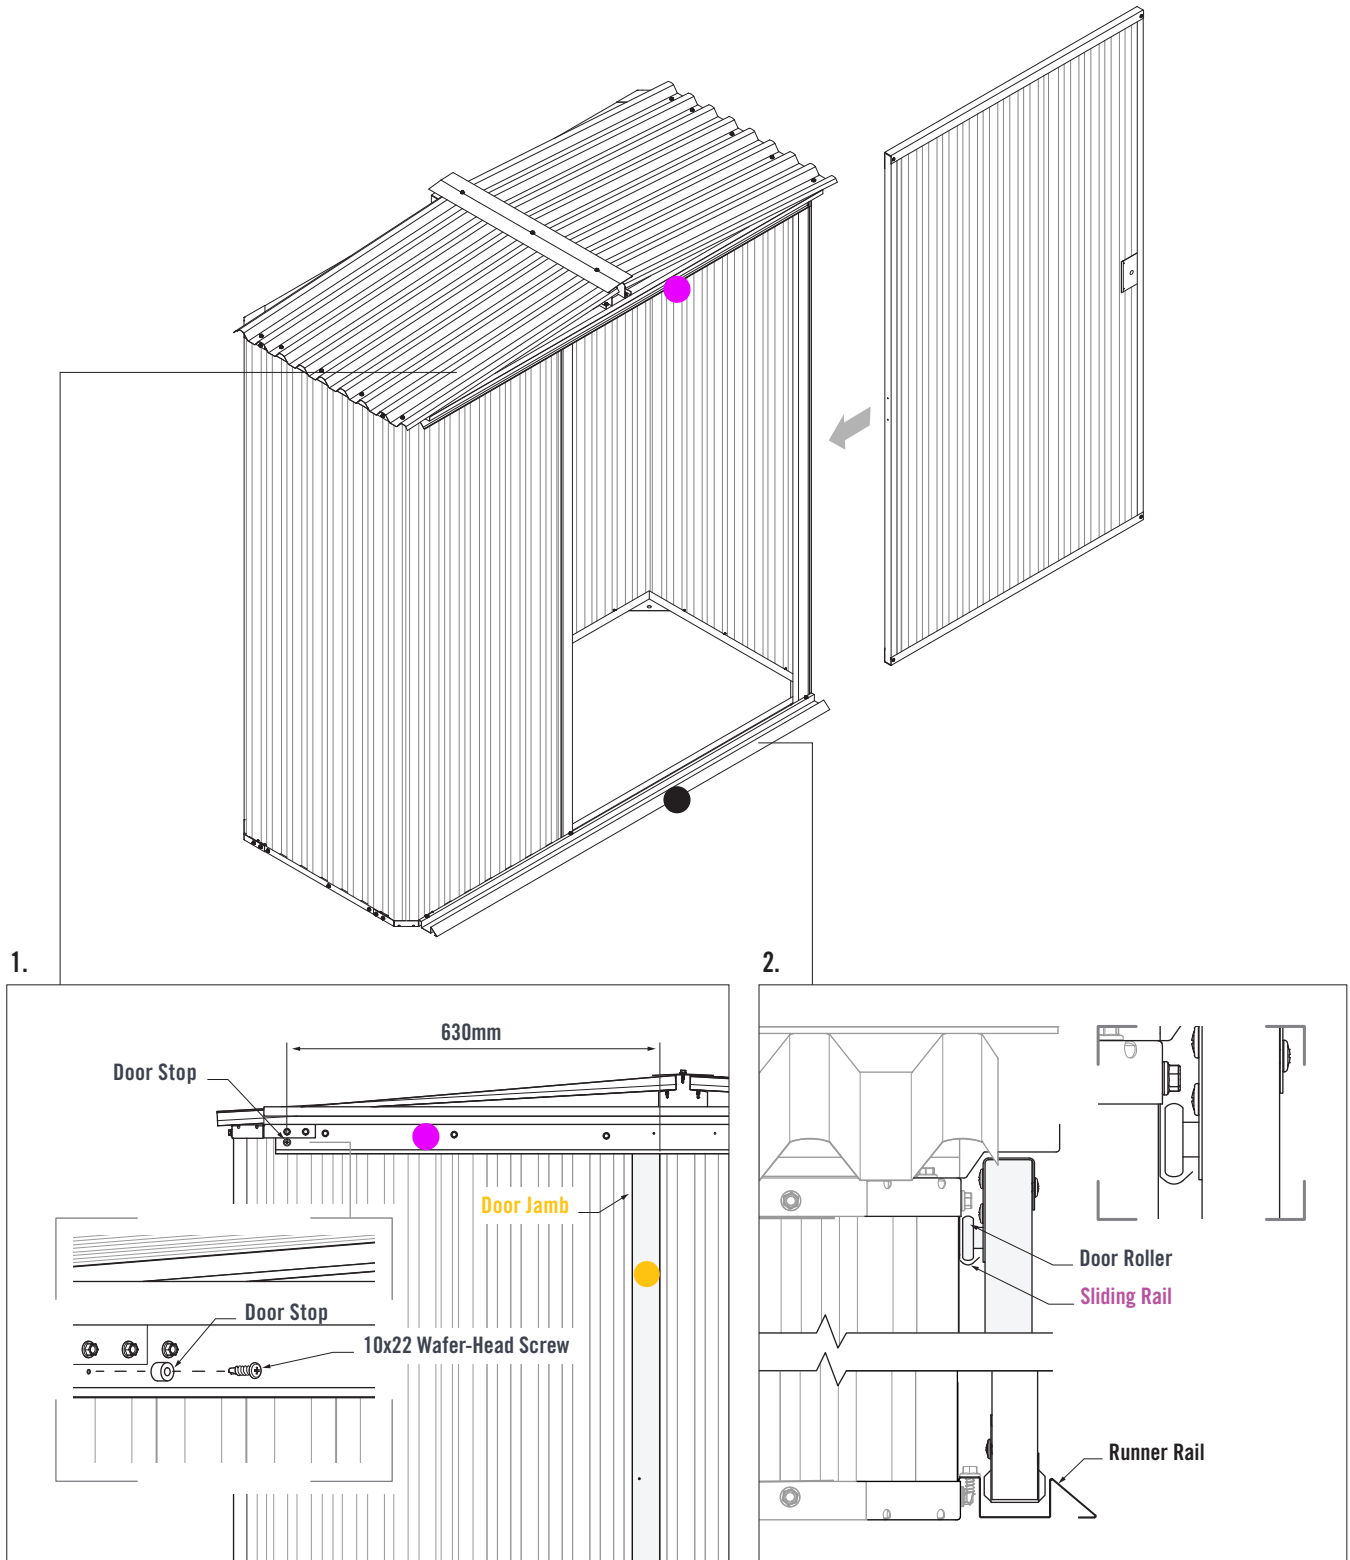 1.
630mm
Door Stop
Door Jamb
Door Stop
10x22 Wafer-Head Screw
2.
Door Roller
Sliding Rail
Runner Rail